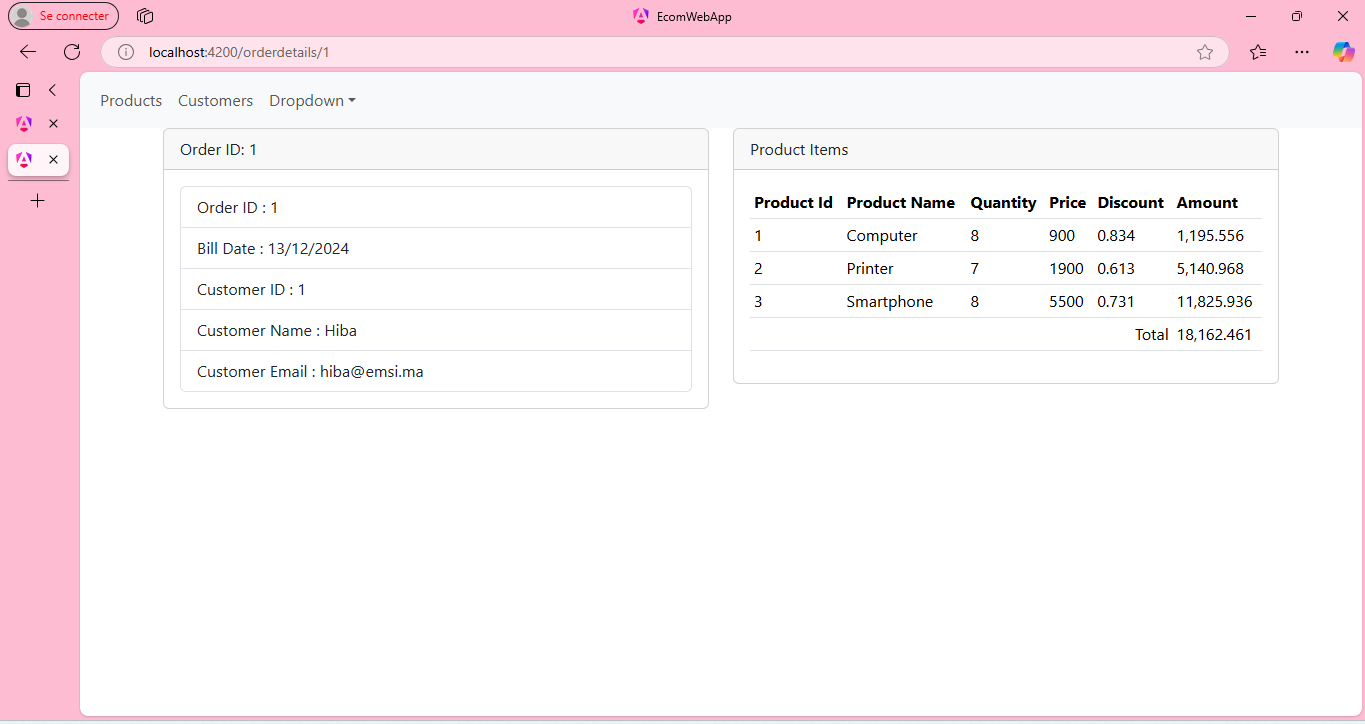 Se connecter
EcomWebApp
localhost:4200/orderdetails/1
Products Customers Dropdown
Order ID: 1
Order ID : 1
Bill Date : 13/12/2024
Customer ID : 1
Customer Name : Hiba
Customer Email : hiba@emsi.ma
Product Items
Product Id Product Name Quantity Price Discount Amount
1 Computer 8 900 0.834 1,195.556
2 Printer 7 1900 0.613 5,140.968
3 Smartphone 8 5500 0.731 11,825.936
Total 18,162.461